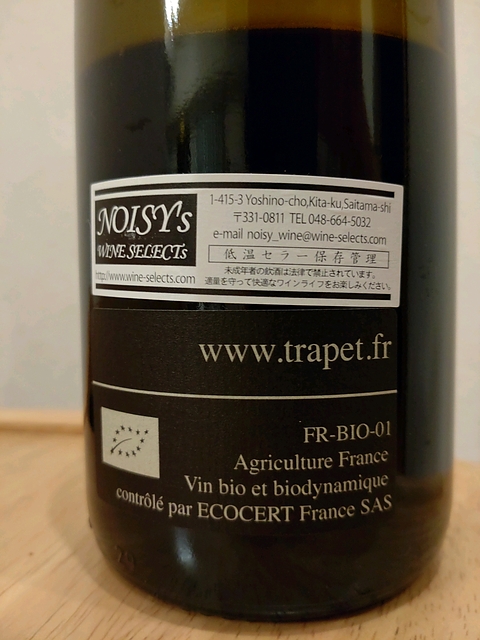 NOISY's
WINE SELECTS
http://www.wine-selects.com
1-415-3 Yoshino-cho,Kita-ku,Saitama-shi
〒331-0811 TEL 048-664-5032
e-mail noisy_wine@wine-selects.com
低温セラー保存管理
未成年者の飲酒は法律で禁止されています。
適量を守って快適なワインライフをお楽しみください。
www.trapet.fr
FR-BIO-01
Agriculture France
Vin bio et biodynamique
contrôlé par ECOCERT France SAS